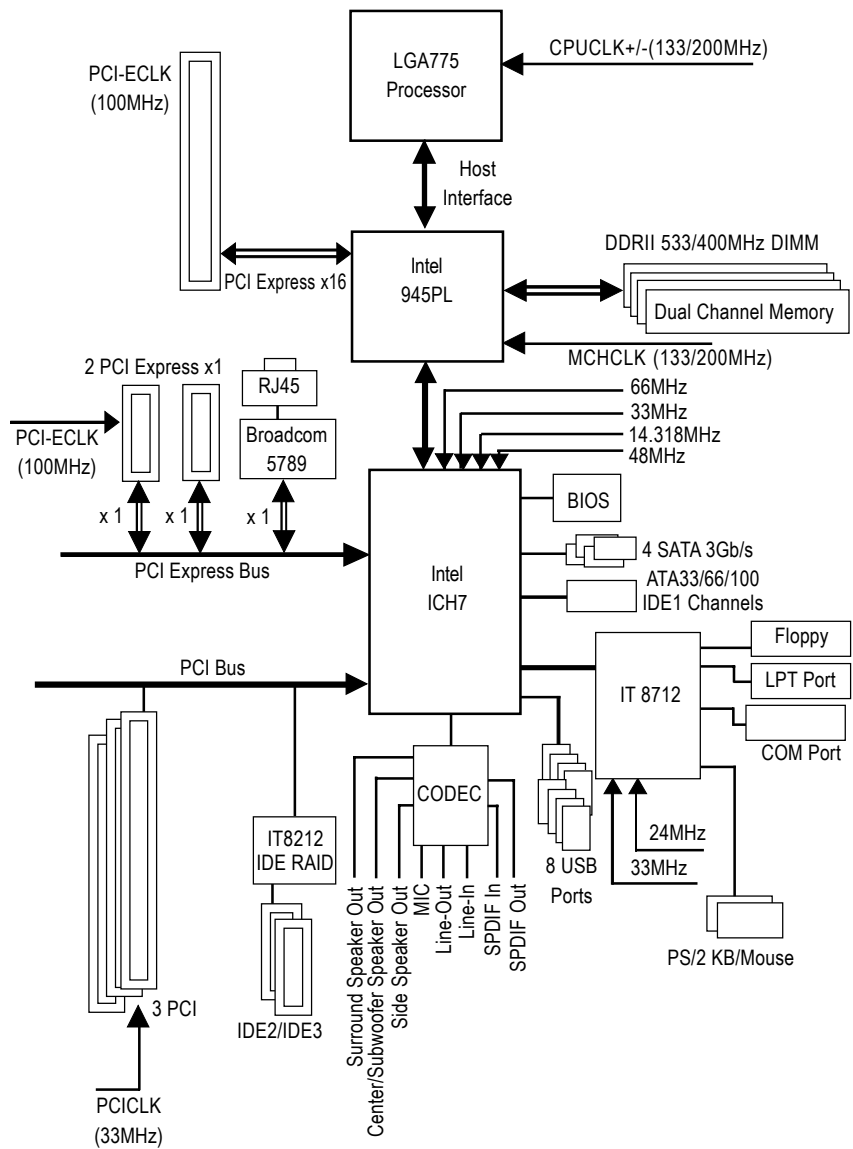 PCI-ECLK
(100MHz)
LGA775
Processor
CPUCLK+/-(133/200MHz)
Host
Interface
PCI Express x16
Intel
945PL
DDRII 533/400MHz DIMM
Dual Channel Memory
MCHCLK (133/200MHz)
2 PCI Express x1
RJ45
66MHz
33MHz
14.318MHz
48MHz
PCI-ECLK
(100MHz)
Broadcom
5789
x 1
x 1
x 1
PCI Express Bus
Intel
ICH7
BIOS
4 SATA 3Gb/s
ATA33/66/100
IDE1 Channels
PCI Bus
IT 8712
Floppy
LPT Port
COM Port
CODEC
IT8212
IDE RAID
24MHz
33MHz
8 USB
Ports
PS/2 KB/Mouse
Surround Speaker Out
Center/Subwoofer Speaker Out
Side Speaker Out
MIC
Line-Out
Line-In
SPDIF In
SPDIF Out
3 PCI
IDE2/IDE3
PCICLK
(33MHz)